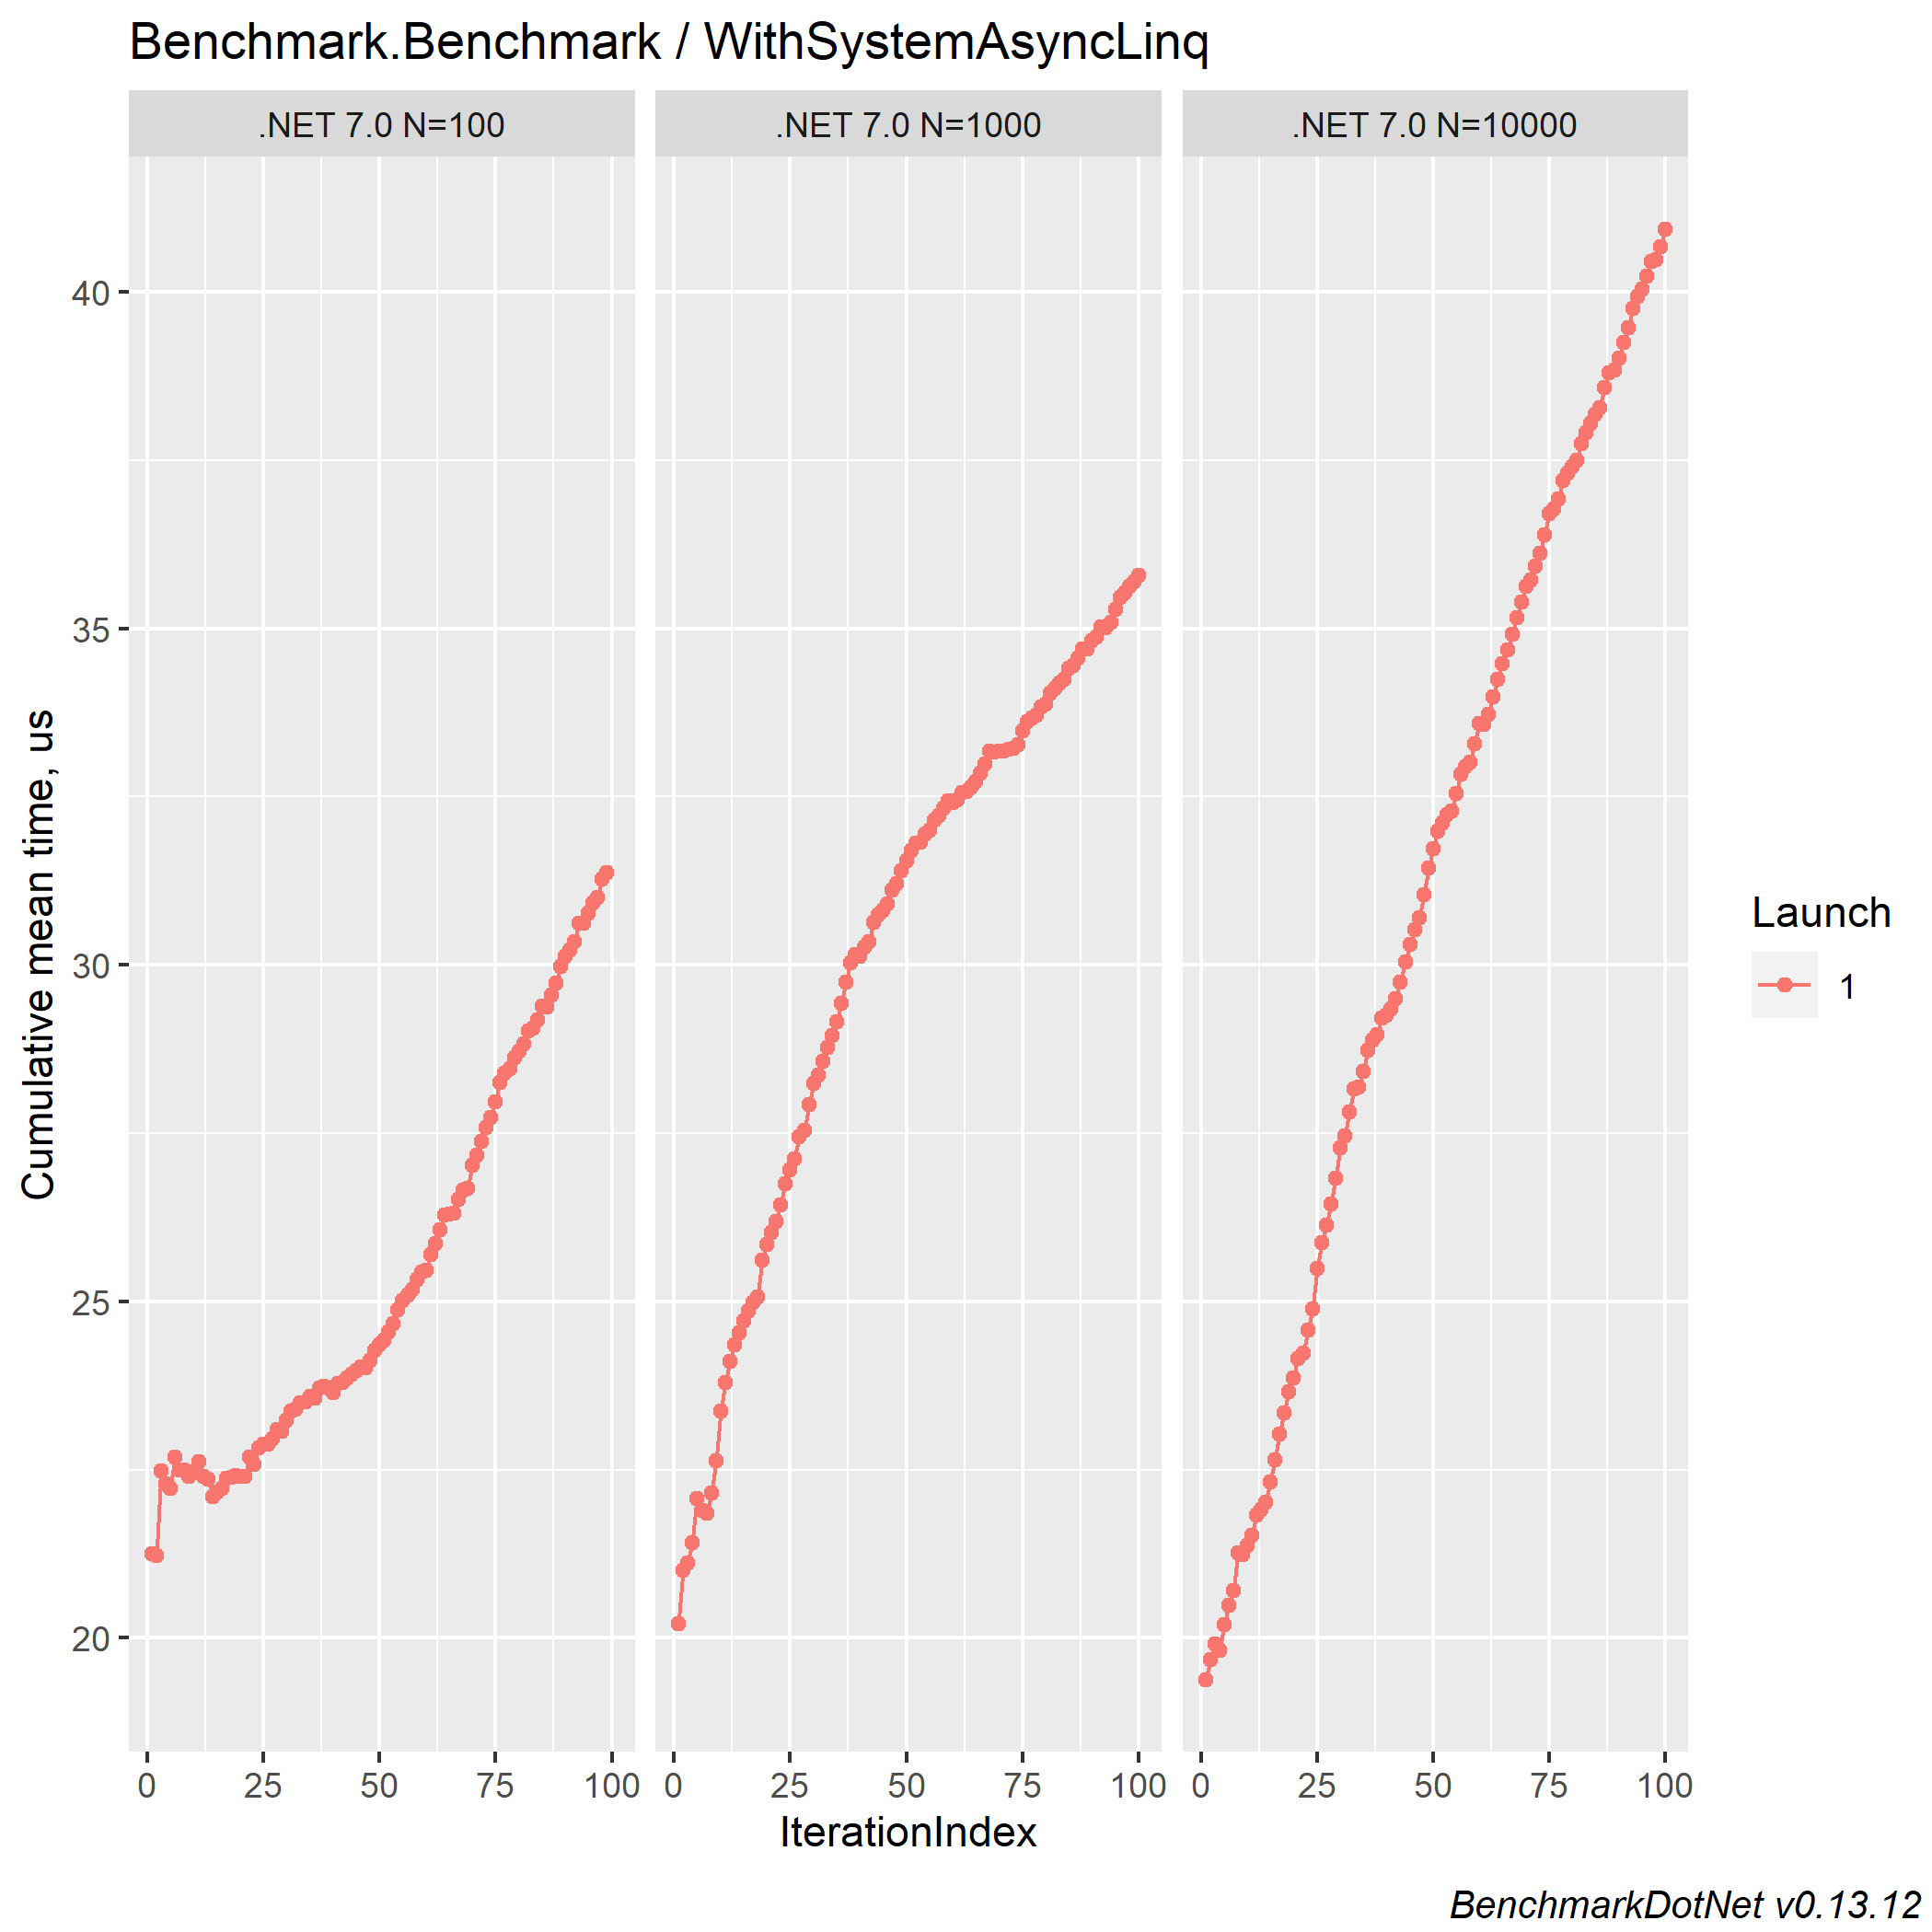 Benchmark.Benchmark / WithSystemAsyncLinq
.NET 7.0 N=100
.NET 7.0 N=1000
.NET 7.0 N=10000
40
35
30
25
20
Cumulative mean time, us
0 25 50 75 100
0 25 50 75 100
0 25 50 75 100
IterationIndex
Launch
1
BenchmarkDotNet v0.13.12